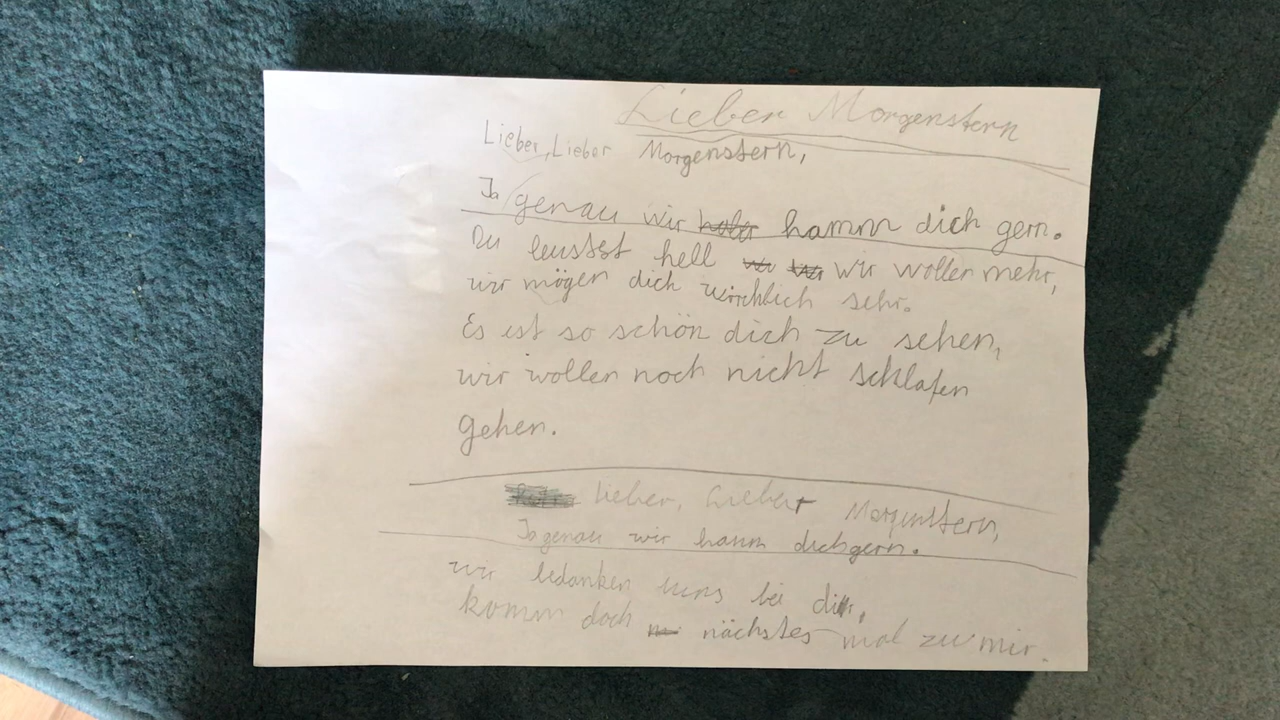 Lieber Morgenstern
Lieber, Lieber Morgenstern,
Ja genau wir hamm dich gern.
Du leustst hell wir wollen mehr,
wir mögen dich würchlich sehr.
Es ist so schön dich zu sehen,
wir wollen noch nicht schlafen
gehen.
Lieber, Lieber Morgenstern,
Ja genau wir hamm dich gern.
wir bedanken uns bei dir,
komm doch nächstes mal zu mir.